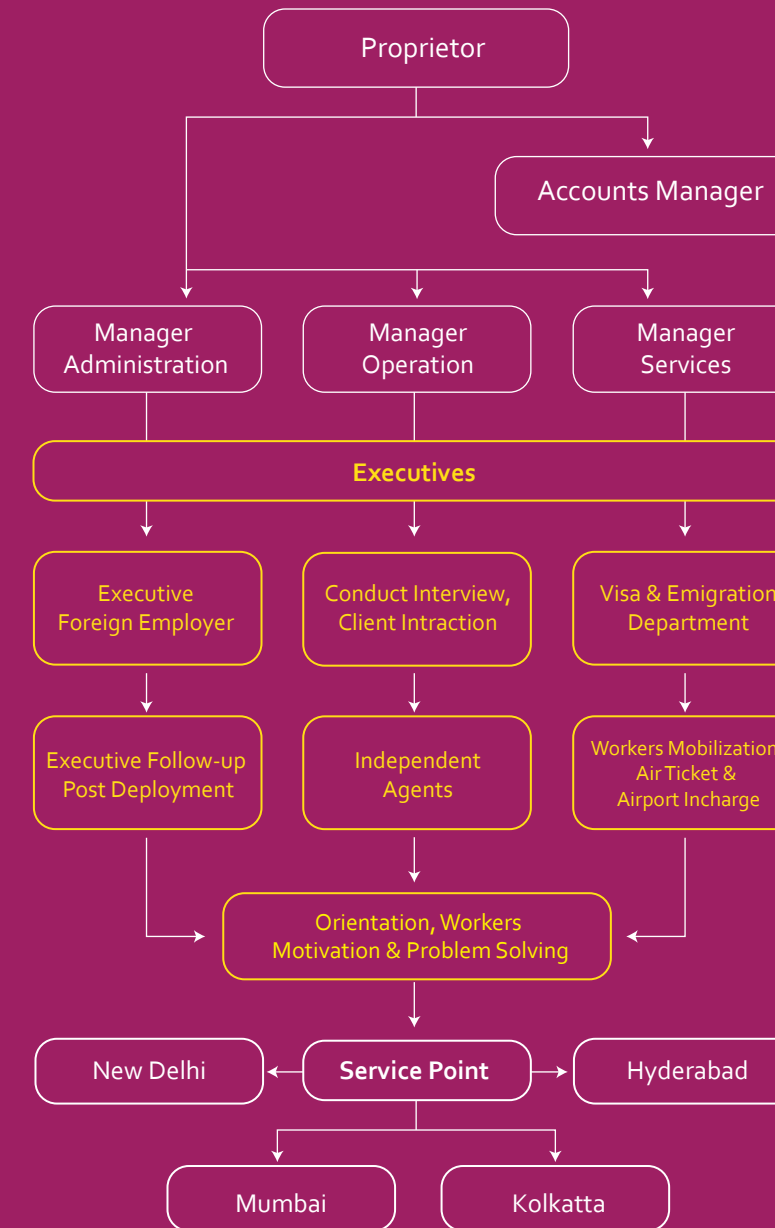 Proprietor
Accounts Manager
Manager
Administration
Manager
Operation
Manager
Services
Executives
Executive
Foreign Employer
Conduct Interview,
Client Intraction
Visa & Emigration
Department
Executive Follow-up
Post Deployment
Independent
Agents
Workers Mobilization
Air Ticket &
Airport Incharge
Orientation, Workers
Motivation & Problem Solving
New Delhi
Service Point
Hyderabad
Mumbai
Kolkatta